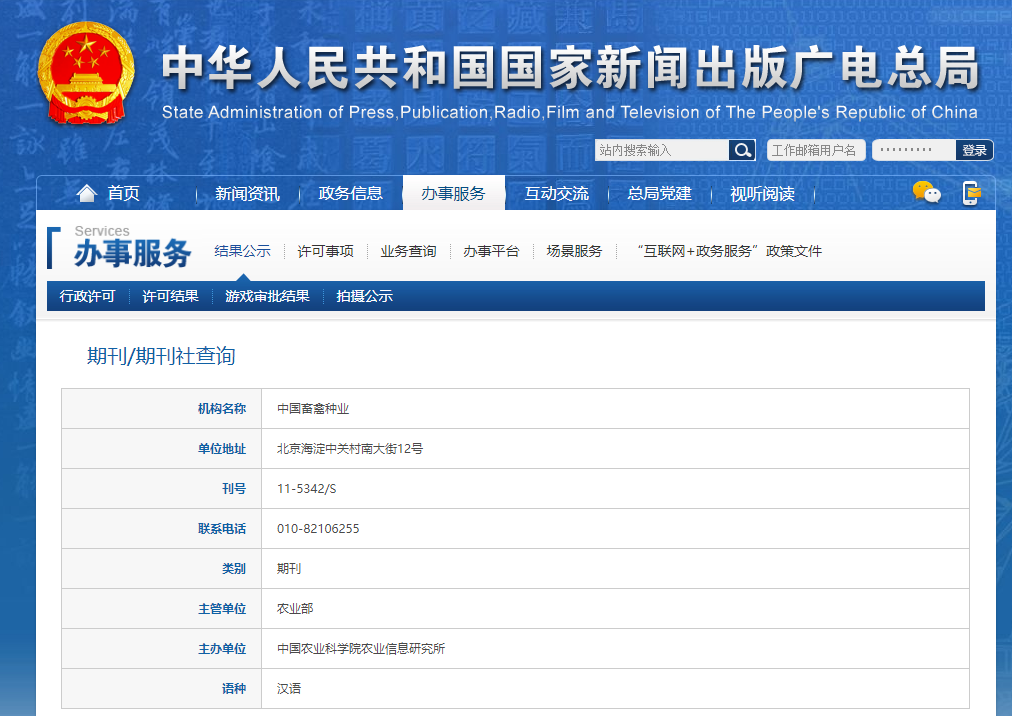 中华人民共和国国家新闻出版广电总局
State Administration of Press,Publication,Radio,Film and Television of The People's Republic of China
站内搜索输入 工作邮箱用户名 ········· 登录
首页 新闻资讯 政务信息 办事服务 互动交流 总局党建 视听阅读
Services
办事服务 结果公示 许可事项 业务查询 办事平台 场景服务 “互联网+政务服务”政策文件
行政许可 许可结果 游戏审批结果 拍摄公示
期刊/期刊社查询
机构名称 中国畜禽种业
单位地址 北京海淀中关村南大街12号
刊号 11-5342/S
联系电话 010-82106255
类别 期刊
主管单位 农业部
主办单位 中国农业科学院农业信息研究所
语种 汉语